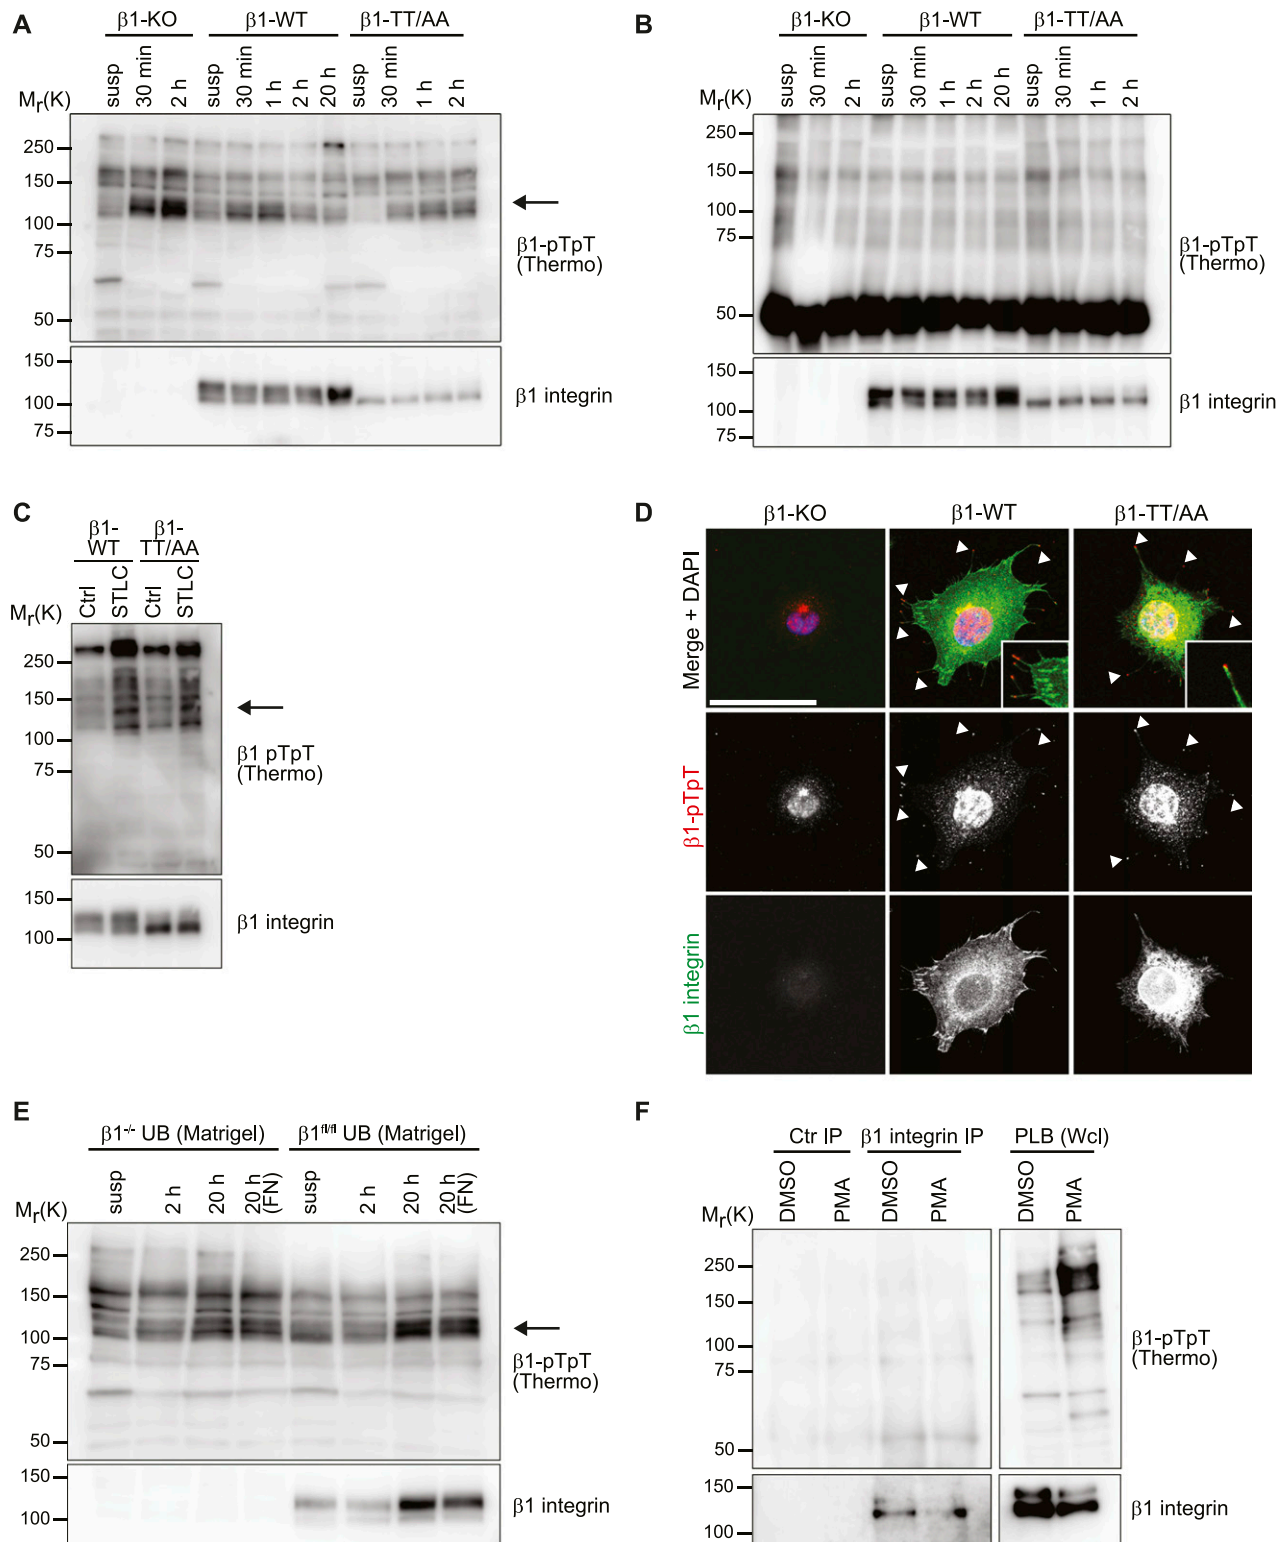 A
β1-KO β1-WT β1-TT/AA
Mr(K) susp 30 min 2 h susp 30 min 1 h 2 h 20 h susp 30 min 1 h 2 h
250
150
100
75
50
β1-pTpT
(Thermo)
150
100
75
β1 integrin
B
β1-KO β1-WT β1-TT/AA
Mr(K) susp 30 min 2 h susp 30 min 1 h 2 h 20 h susp 30 min 1 h 2 h
250
150
100
75
50
β1-pTpT
(Thermo)
150
100
75
β1 integrin
C
β1-
WT
β1-
TT/AA
Mr(K) Ctrl STLC Ctrl STLC
250
150
100
75
50
β1 pTpT
(Thermo)
150
100
β1 integrin
D
β1-KO β1-WT β1-TT/AA
Merge + DAPI
β1-pTpT
β1 integrin
E
β1-/- UB (Matrigel) β1fl/fl UB (Matrigel)
Mr(K) susp 2 h 20 h 20 h (FN) susp 2 h 20 h 20 h (FN)
250
150
100
75
50
β1-pTpT
(Thermo)
150
100
β1 integrin
F
Ctr IP β1 integrin IP PLB (Wcl)
Mr(K) DMSO PMA DMSO PMA DMSO PMA
250
150
100
75
50
β1-pTpT
(Thermo)
150
100
β1 integrin